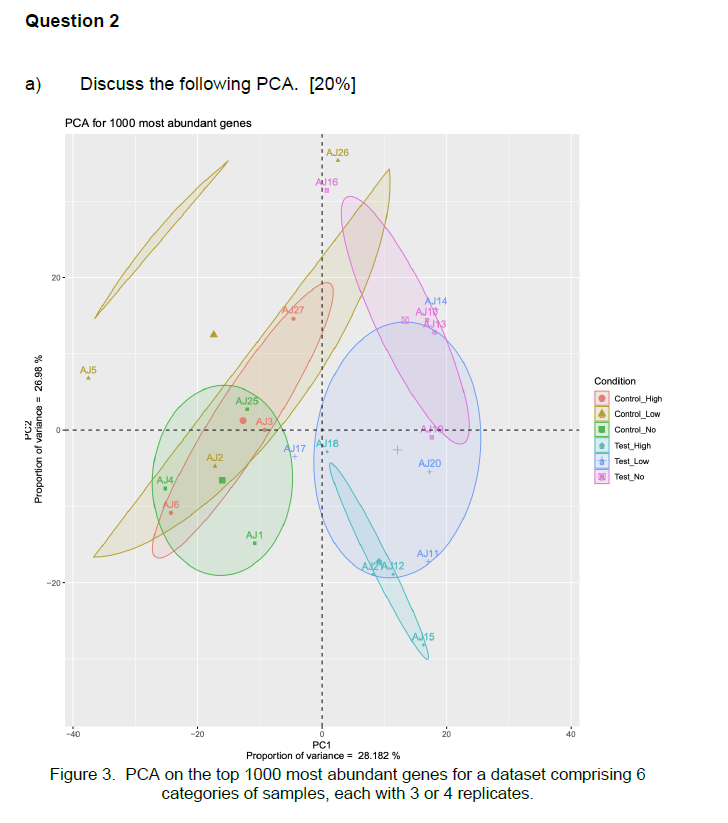 Question 2
a) Discuss the following PCA. [20%]
PCA for 1000 most abundant genes
AJ26
AJ16
AJ14
AJ13
AJ27
AJ5
AJ25
AJ3
AJ17
AJ18
AJ2
AJ20
AJ4
AJ6
AJ1
AJ11
AJ12
AJ15
20
0
−20
PC2
Proportion of variance = 26.98 %
−40
−20
0
20
40
PC1
Proportion of variance = 28.182 %
Condition
Control_High
Control_Low
Control_No
Test_High
Test_Low
Test_No
Figure 3. PCA on the top 1000 most abundant genes for a dataset comprising 6
categories of samples, each with 3 or 4 replicates.